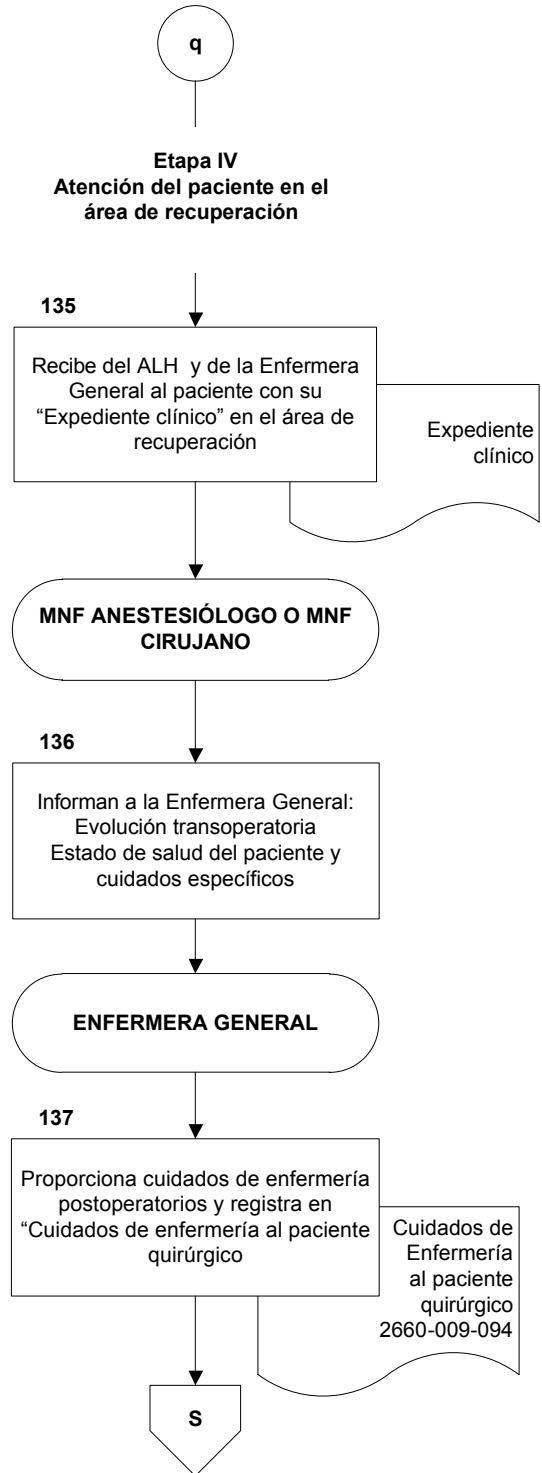 q
Etapa IV
Atención del paciente en el
área de recuperación
135
Recibe del ALH y de la Enfermera
General al paciente con su
“Expediente clínico” en el área de
recuperación
Expediente
clínico
MNF ANESTESIÓLOGO O MNF
CIRUJANO
136
Informan a la Enfermera General:
Evolución transoperatoria
Estado de salud del paciente y
cuidados específicos
ENFERMERA GENERAL
137
Proporciona cuidados de enfermería
postoperatorios y registra en
“Cuidados de enfermería al paciente
quirúrgico
Cuidados de
Enfermería
al paciente
quirúrgico
2660-009-094
S